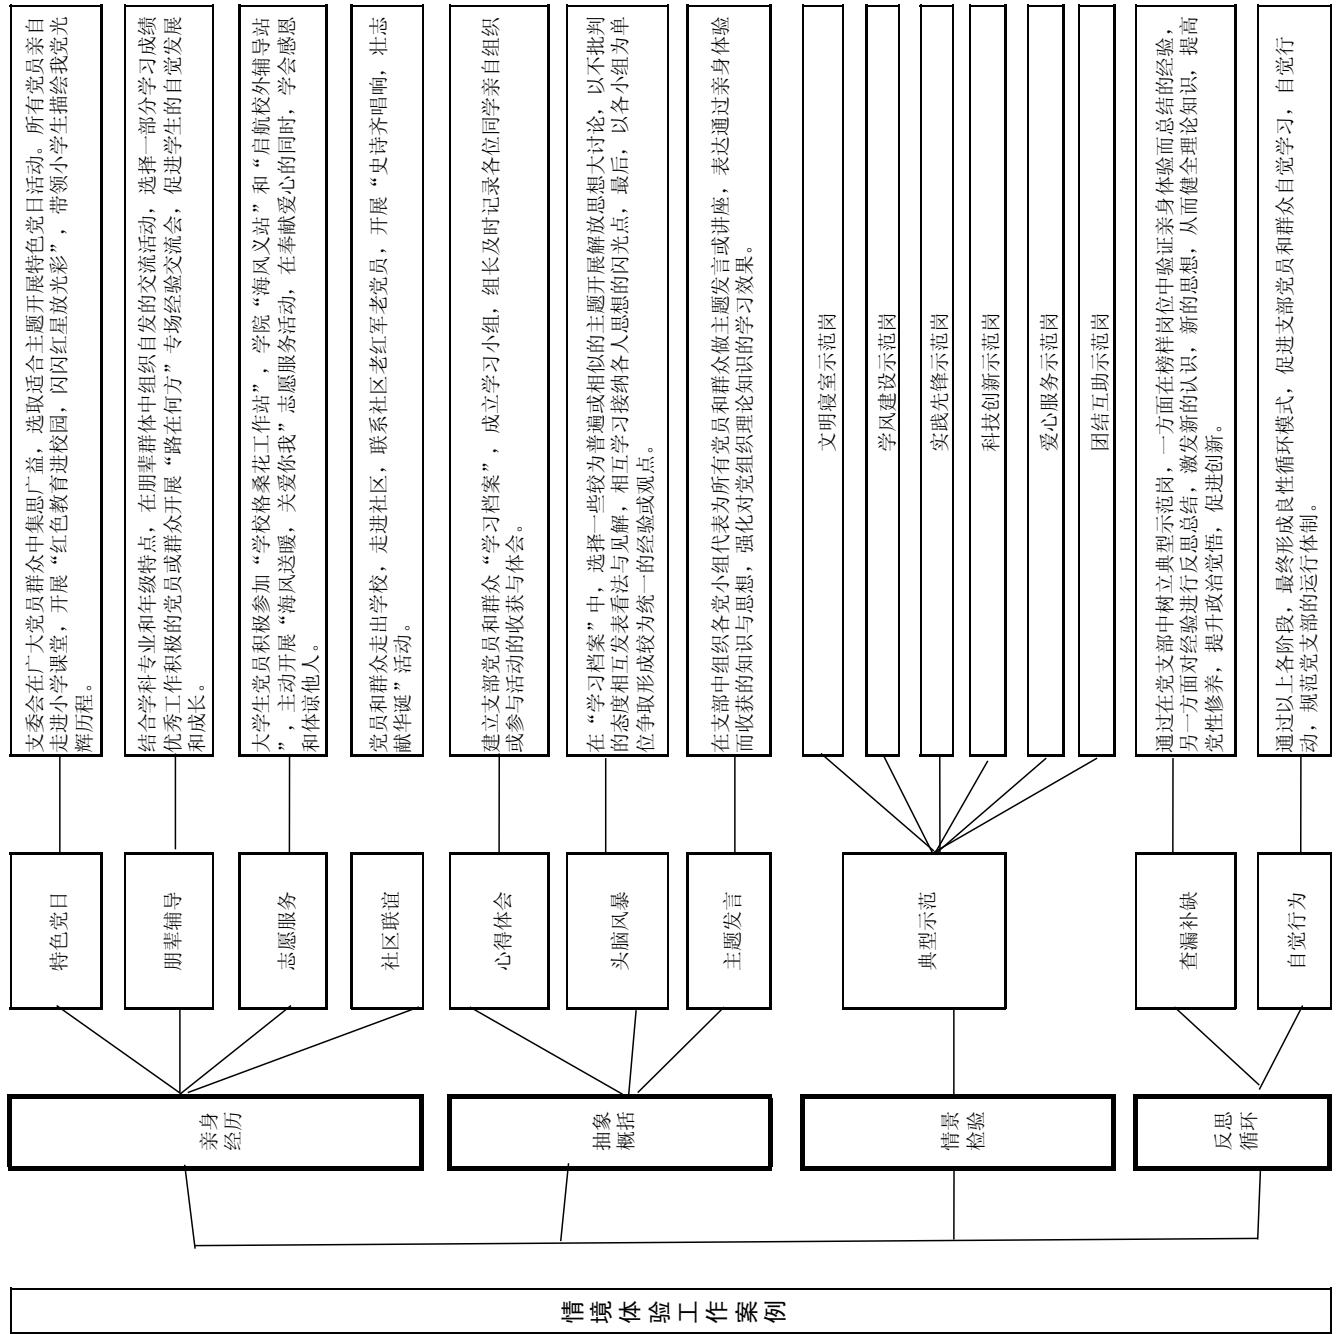 情境体验工作案例
亲身
经历
特色党日
支委会在广大党员群众中集思广益，选取适合主题开展特色党日活动。所有党员亲自
走进小学课堂，开展“红色教育进校园，闪闪红星放光彩”，带领小学生描绘我党光
辉历程。
朋辈辅导
结合学科专业和年级特点，在朋辈群体中组织自发的交流活动，选择一部分学习成绩
优秀工作积极的党员或群众开展“路在何方”专场经验交流会，促进学生的自觉发展
和成长。
志愿服务
大学生党员积极参加“学校格桑花工作站”，学院“海风义站”和“启航校外辅导站
”，主动开展“海风送暖，关爱你我”志愿服务活动，在奉献爱心的同时，学会感恩
和体谅他人。
社区联谊
党员和群众走出学校，走进社区，联系社区老红军老党员，开展“史诗齐唱响，壮志
献华诞”活动。
抽象
概括
心得体会
建立支部党员和群众“学习档案”，成立学习小组，组长及时记录各位同学亲自组织
或参与活动的收获与体会。
头脑风暴
在“学习档案”中，选择一些较为普遍或相似的主题开展解放思想大讨论，以不批判
的态度相互发表看法与见解，相互学习接纳各人思想的闪光点，最后，以各小组为单
位争取形成较为统一的经验或观点。
主题发言
在支部中组织各党小组代表为所有党员和群众做主题发言或讲座，表达通过亲身体验
而收获的知识与思想，强化对党组织理论知识的学习效果。
情景
检验
典型示范
文明寝室示范岗
学风建设示范岗
实践先锋示范岗
科技创新示范岗
爱心服务示范岗
团结互助示范岗
反思
循环
查漏补缺
通过在党支部中树立典型示范岗，一方面在榜样岗位中验证亲身体验而总结的经验，
另一方面对经验进行反思总结，激发新的认识，新的思想，从而健全理论知识，提高
党性修养，提升政治觉悟，促进创新。
自觉行为
通过以上各阶段，最终形成良性循环模式，促进支部党员和群众自觉学习，自觉行
动，规范党支部的运行体制。